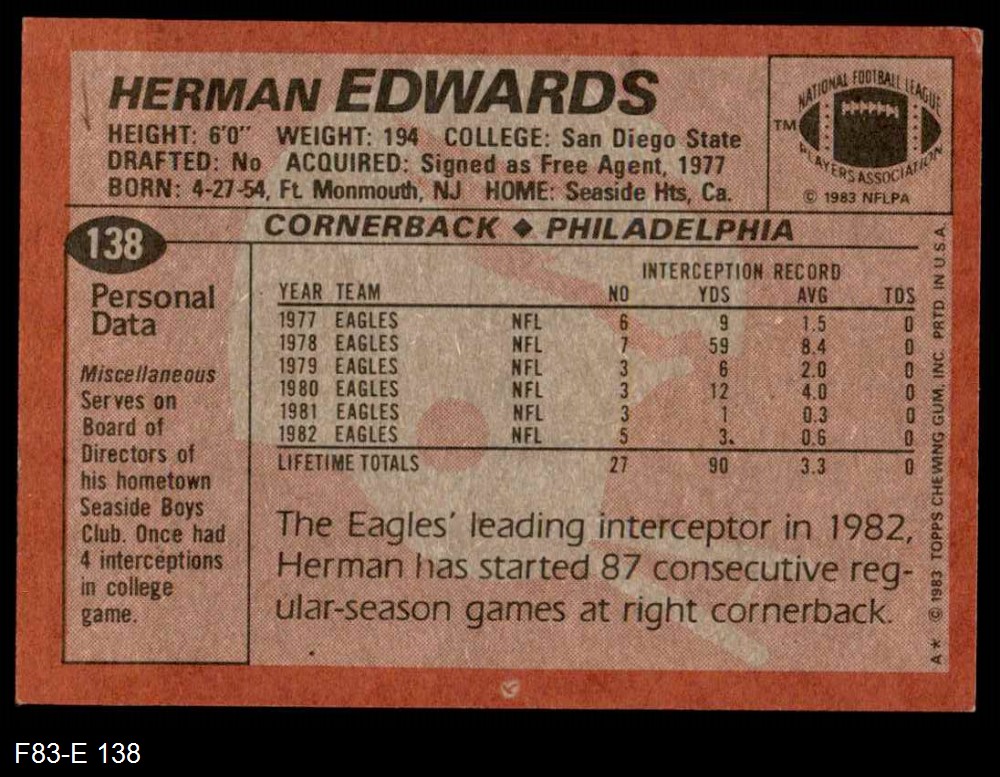 HERMAN EDWARDS
HEIGHT: 6'0" WEIGHT: 194 COLLEGE: San Diego State
DRAFTED: No ACQUIRED: Signed as Free Agent, 1977
BORN: 4-27-54, Ft. Monmouth, NJ HOME: Seaside Hts, Ca.
NATIONAL FOOTBALL LEAGUE
TM
PLAYERS ASSOCIATION
© 1983 NFLPA
138
CORNERBACK ◆ PHILADELPHIA
Personal
Data
Miscellaneous
Serves on
Board of
Directors of
his hometown
Seaside Boys
Club. Once had
4 interceptions
in college
game.
INTERCEPTION RECORD
YEAR TEAM NO YDS AVG TDS
1977 EAGLES NFL 6 9 1.5 0
1978 EAGLES NFL 7 59 8.4 0
1979 EAGLES NFL 3 6 2.0 0
1980 EAGLES NFL 3 12 4.0 0
1981 EAGLES NFL 3 1 0.3 0
1982 EAGLES NFL 5 3. 0.6 0
LIFETIME TOTALS 27 90 3.3 0
The Eagles' leading interceptor in 1982,
Herman has started 87 consecutive reg-
ular-season games at right cornerback.
A* © 1983 TOPPS CHEWING GUM, INC. PRTD IN U.S.A.
F83-E 138